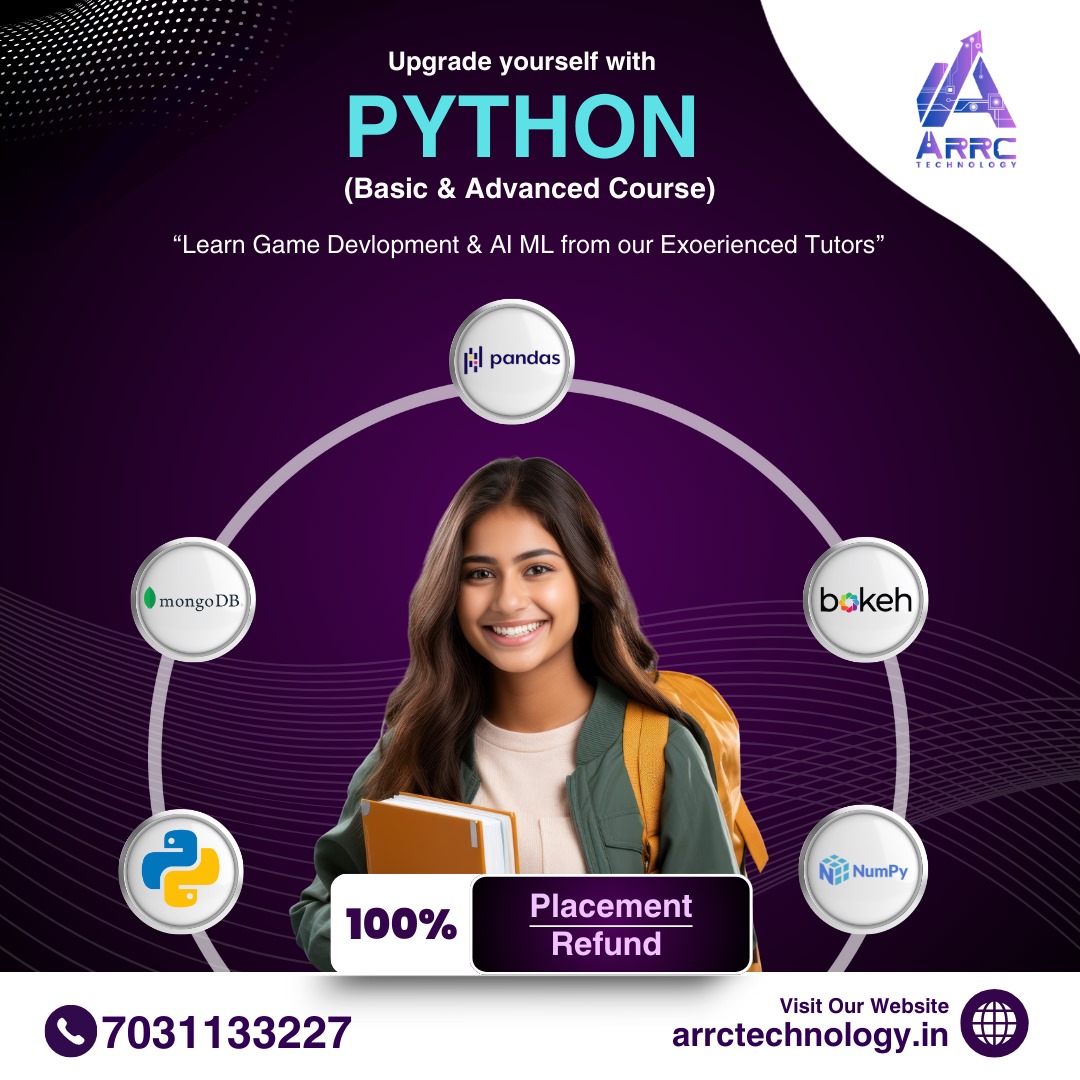 Upgrade yourself with
PYTHON
(Basic & Advanced Course)
“Learn Game Devlopment & AI ML from our Exoerienced Tutors”
ARRC
TECHNOLOGY
pandas
mongoDB
bokeh
NumPy
100%
Placement
Refund
7031133227
Visit Our Website
arrctechnology.in